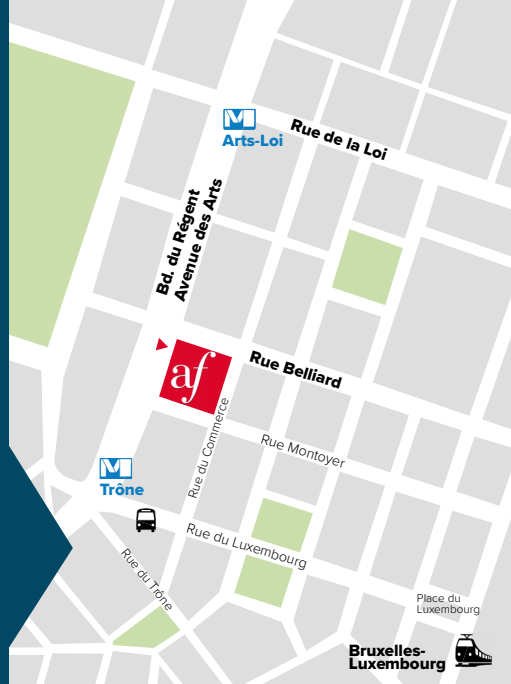 M
Arts-Loi
Rue de la Loi
Bd. du Régent
Avenue des Arts
af
Rue Belliard
Rue du Commerce
Rue Montoyer
M
Trône
Rue du Luxembourg
Rue du Trône
Place du
Luxembourg
Bruxelles-
Luxembourg